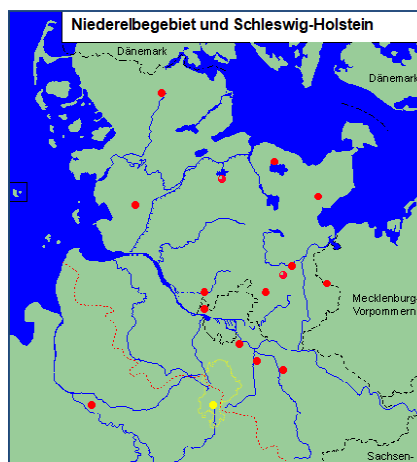 Niederelbegebiet und Schleswig-Holstein
Dänemark
Dänemark
Mecklenburg-
Vorpommern
Sachsen-